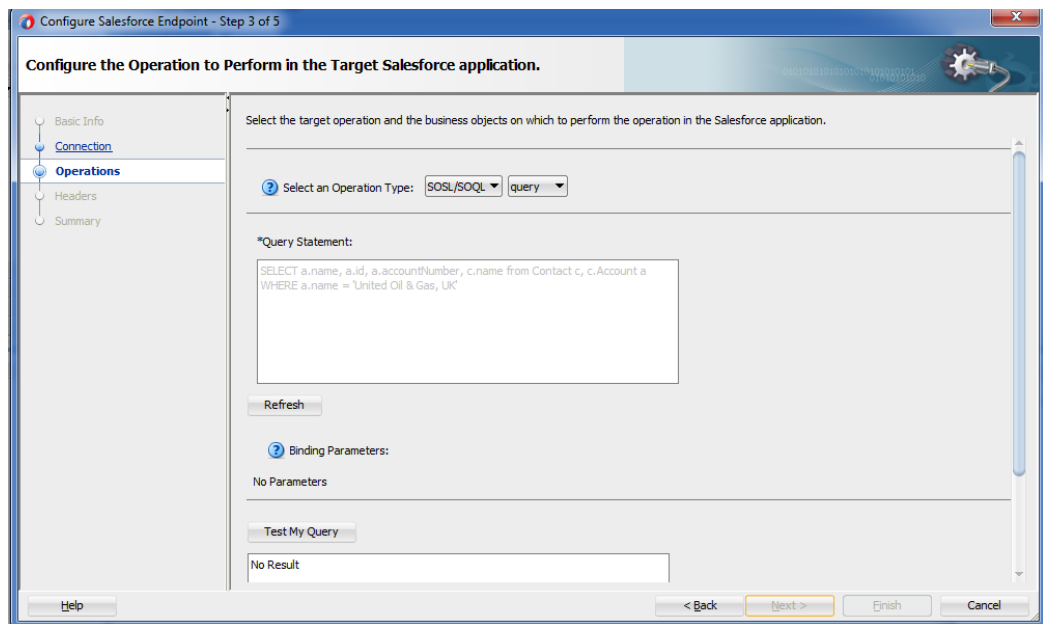 Configure Salesforce Endpoint - Step 3 of 5
x
Configure the Operation to Perform in the Target Salesforce application.
Basic Info
Connection
Operations
Headers
Summary
Select the target operation and the business objects on which to perform the operation in the Salesforce application.
? Select an Operation Type: SOSL/SOQL query
*Query Statement:
SELECT a.name, a.id, a.accountNumber, c.name from Contact c, c.Account a
WHERE a.name = 'United Oil & Gas, UK'
Refresh
? Binding Parameters:
No Parameters
Test My Query
No Result
Help
< Back
Next >
Finish
Cancel